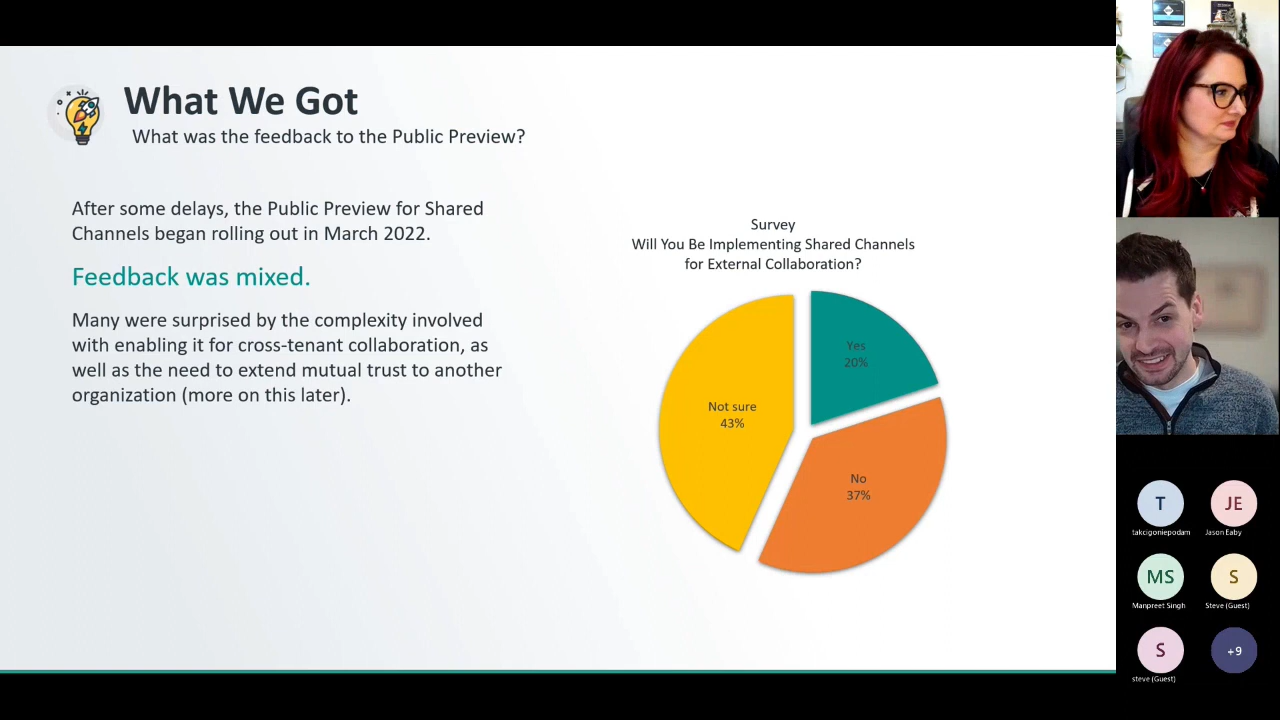 What We Got
What was the feedback to the Public Preview?
After some delays, the Public Preview for Shared
Channels began rolling out in March 2022.
Feedback was mixed.
Many were surprised by the complexity involved
with enabling it for cross-tenant collaboration, as
well as the need to extend mutual trust to another
organization (more on this later).
Survey
Will You Be Implementing Shared Channels
for External Collaboration?
Yes
20%
Not sure
43%
No
37%
T
JE
takcigoniepodam
Jason Eaby
MS
S
Manpreet Singh
Steve (Guest)
S
+9
steve (Guest)